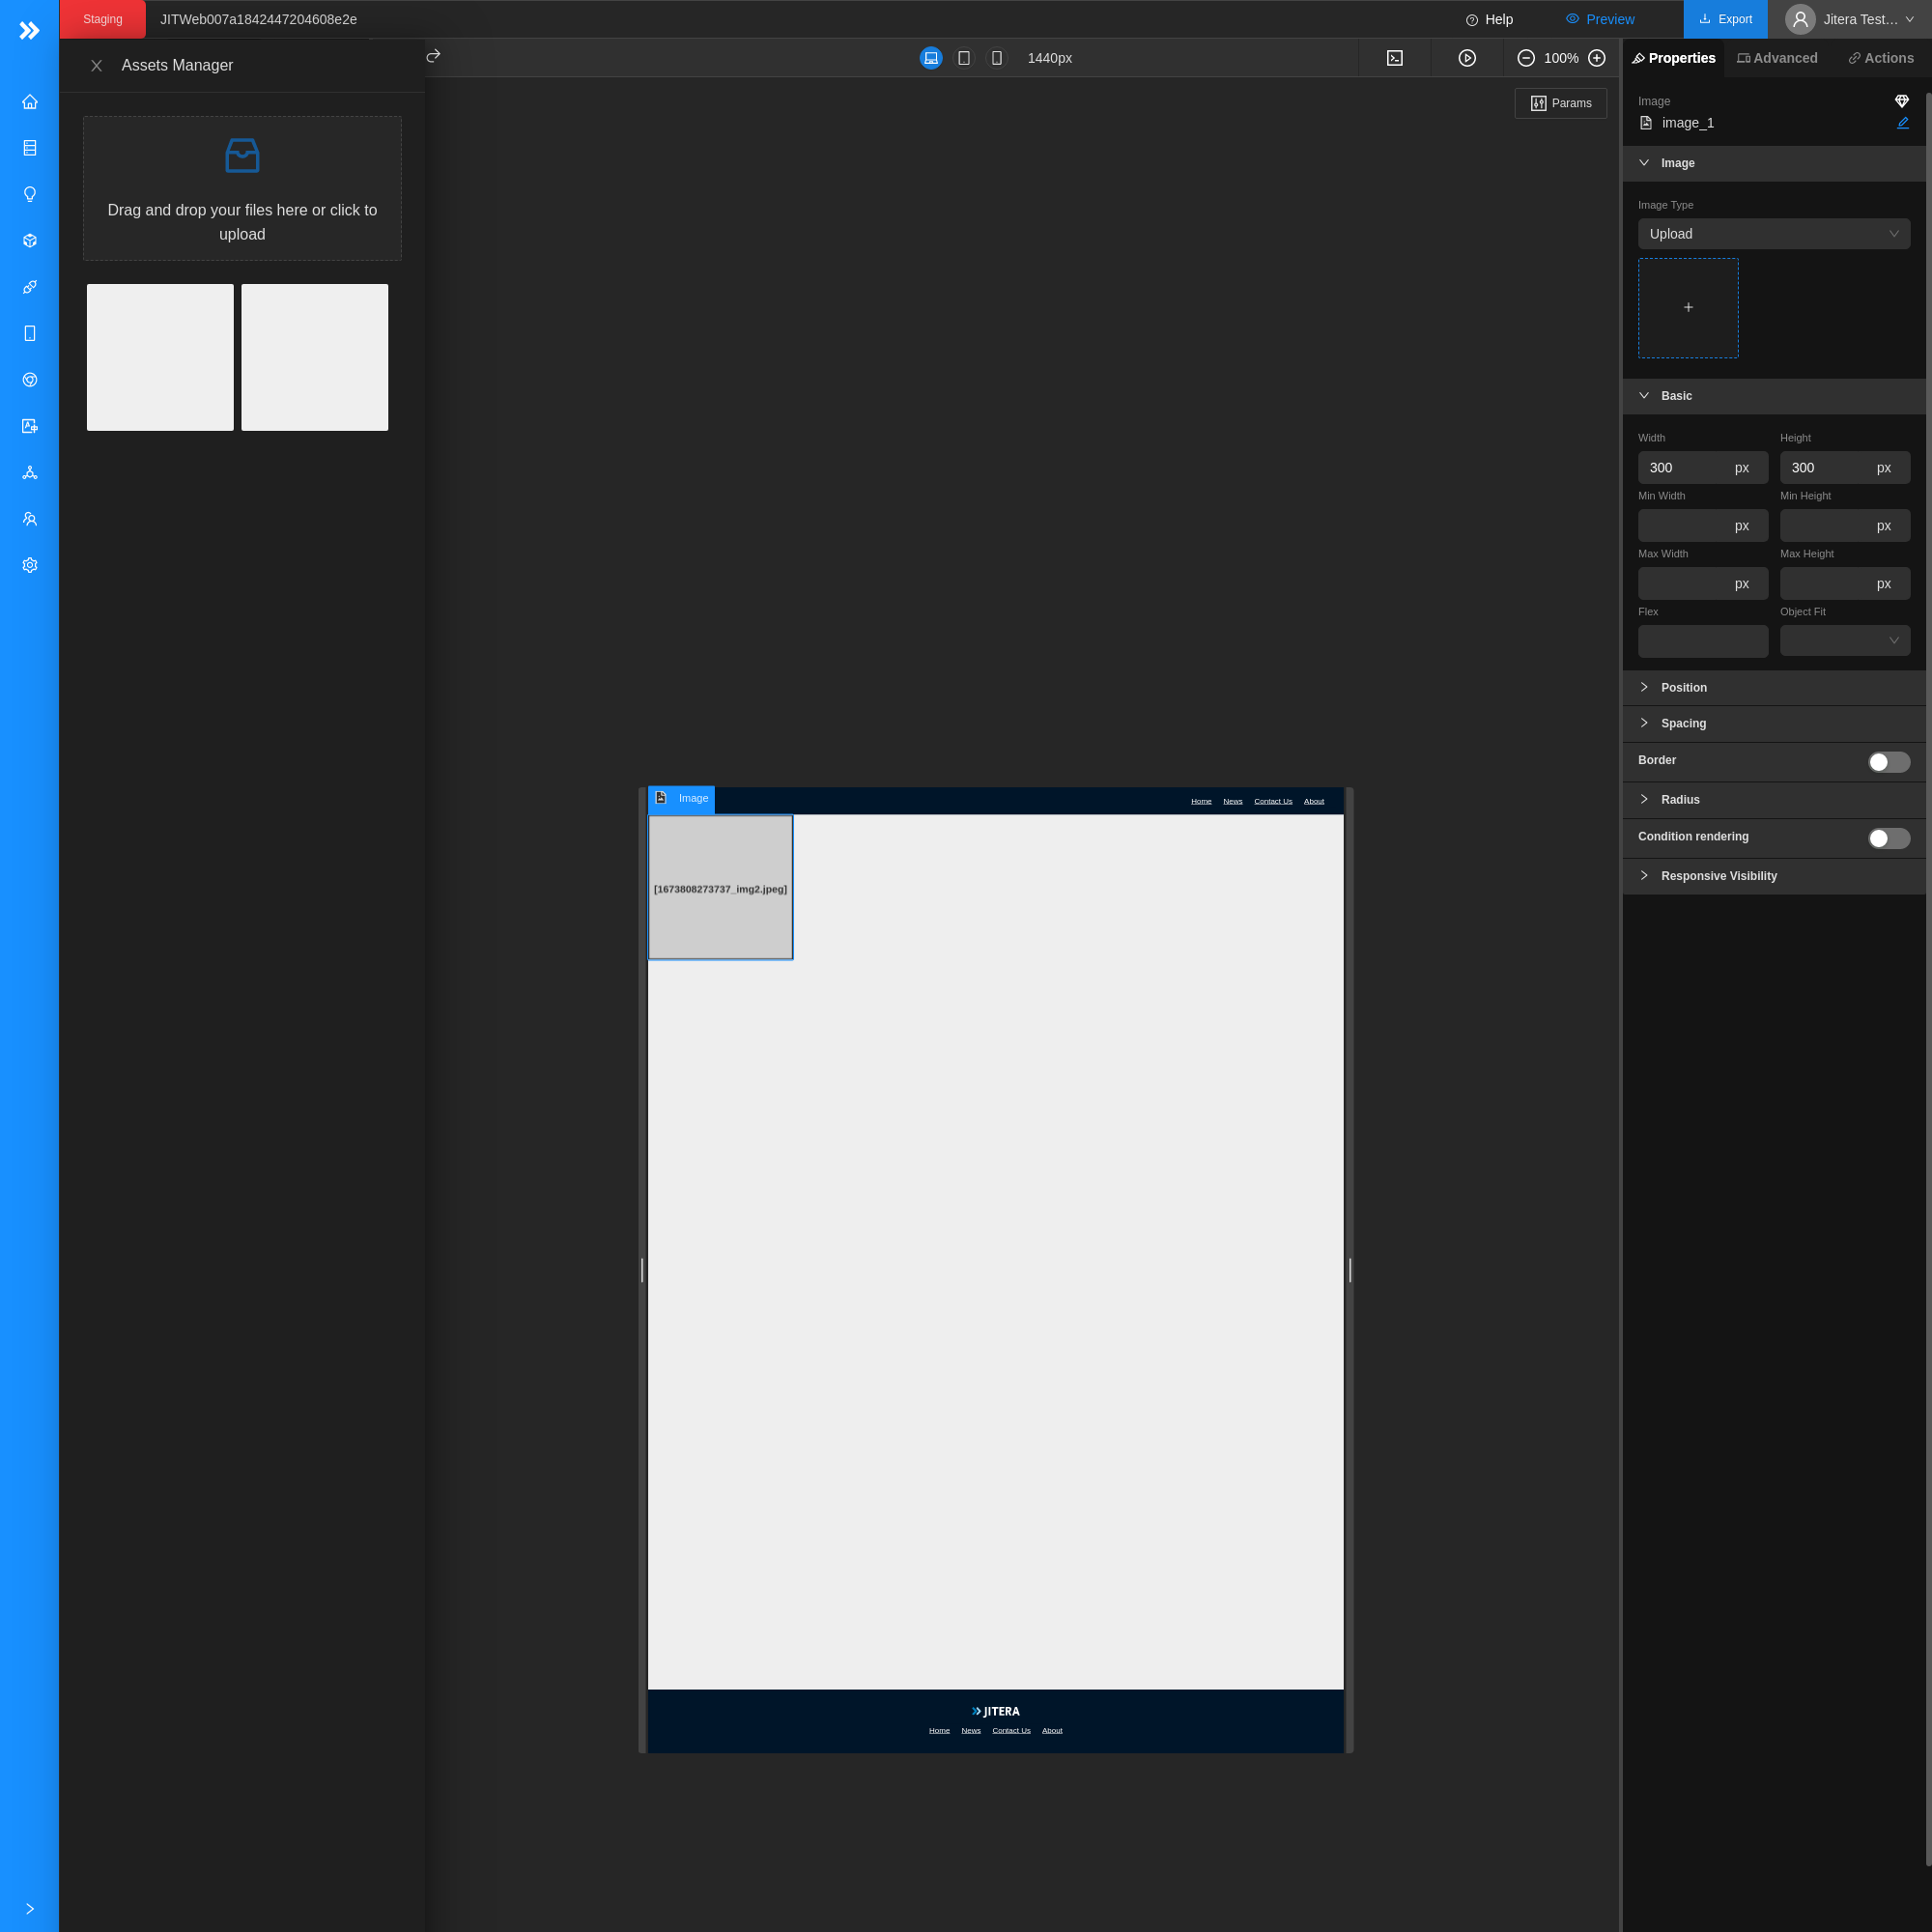 Staging
JITWeb007a1842447204608e2e
Help
Preview
Export
Jitera Test...
Assets Manager
1440px
100%
Properties
Advanced
Actions
Params
Drag and drop your files here or click to
upload
Image
image_1
Image
Image Type
Upload
Basic
Width
Height
300 px
300 px
Min Width
Min Height
px
px
Max Width
Max Height
px
px
Flex
Object Fit
Position
Spacing
Border
Radius
Condition rendering
Responsive Visibility
Image
Home News Contact Us About
[1673808273737_img2.jpeg]
JITERA
Home News Contact Us About